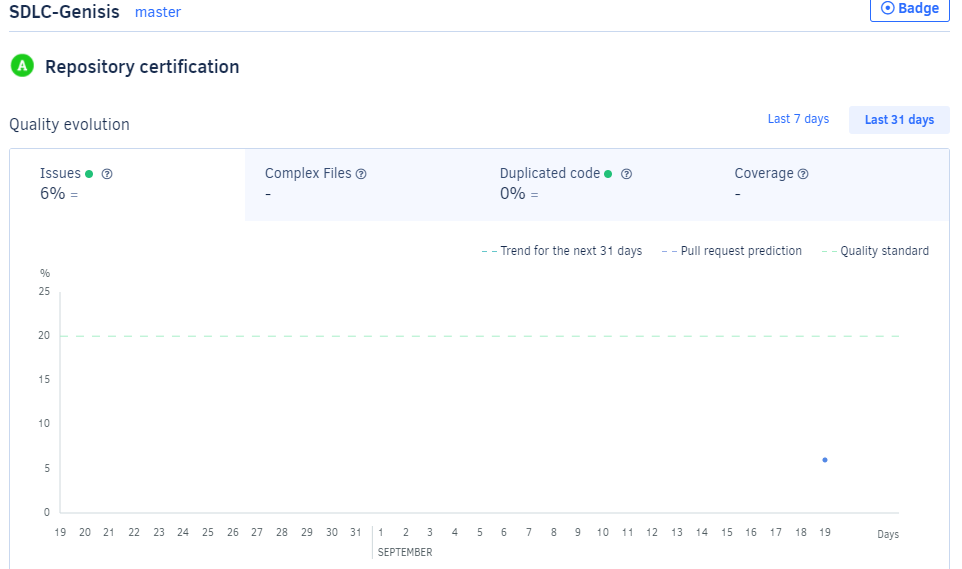 SDLC-Genisis master Badge
A Repository certification
Quality evolution Last 7 days Last 31 days
Issues Complex Files Duplicated code Coverage
6% = - 0% = -
Trend for the next 31 days Pull request prediction Quality standard
%
25
20
15
10
5
0
19 20 21 22 23 24 25 26 27 28 29 30 31 1 2 3 4 5 6 7 8 9 10 11 12 13 14 15 16 17 18 19 Days
SEPTEMBER